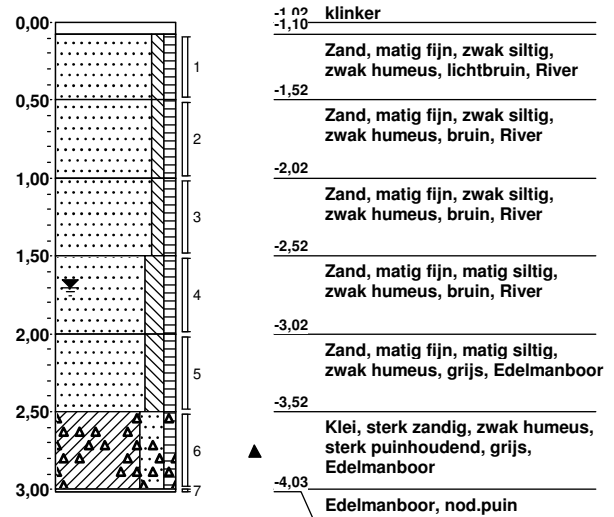 -1,02 klinker
0,00
-1,10
1
Zand, matig fijn, zwak siltig,
zwak humeus, lichtbruin, River
0,50
-1,52
2
Zand, matig fijn, zwak siltig,
zwak humeus, bruin, River
1,00
-2,02
3
Zand, matig fijn, zwak siltig,
zwak humeus, bruin, River
1,50
-2,52
4
Zand, matig fijn, matig siltig,
zwak humeus, bruin, River
2,00
-3,02
5
Zand, matig fijn, matig siltig,
zwak humeus, grijs, Edelmanboor
2,50
-3,52
6
Klei, sterk zandig, zwak humeus,
sterk puinhoudend, grijs,
Edelmanboor
3,00
7
-4,03
Edelmanboor, nod.puin